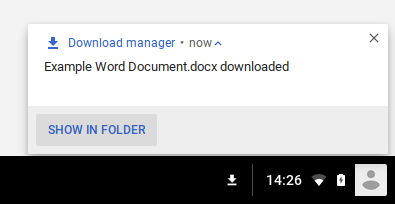 Download manager • now
Example Word Document.docx downloaded
SHOW IN FOLDER
14:26